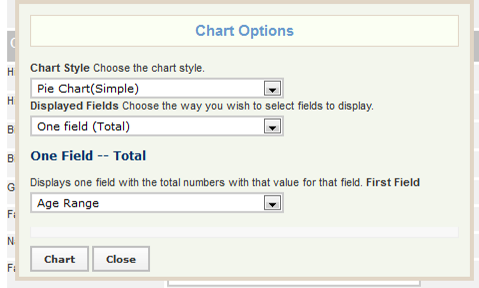 Chart Options
Chart Style Choose the chart style.
Pie Chart(Simple)
Displayed Fields Choose the way you wish to select fields to display.
One field (Total)
One Field -- Total
Displays one field with the total numbers with that value for that field. First Field
Age Range
Chart Close